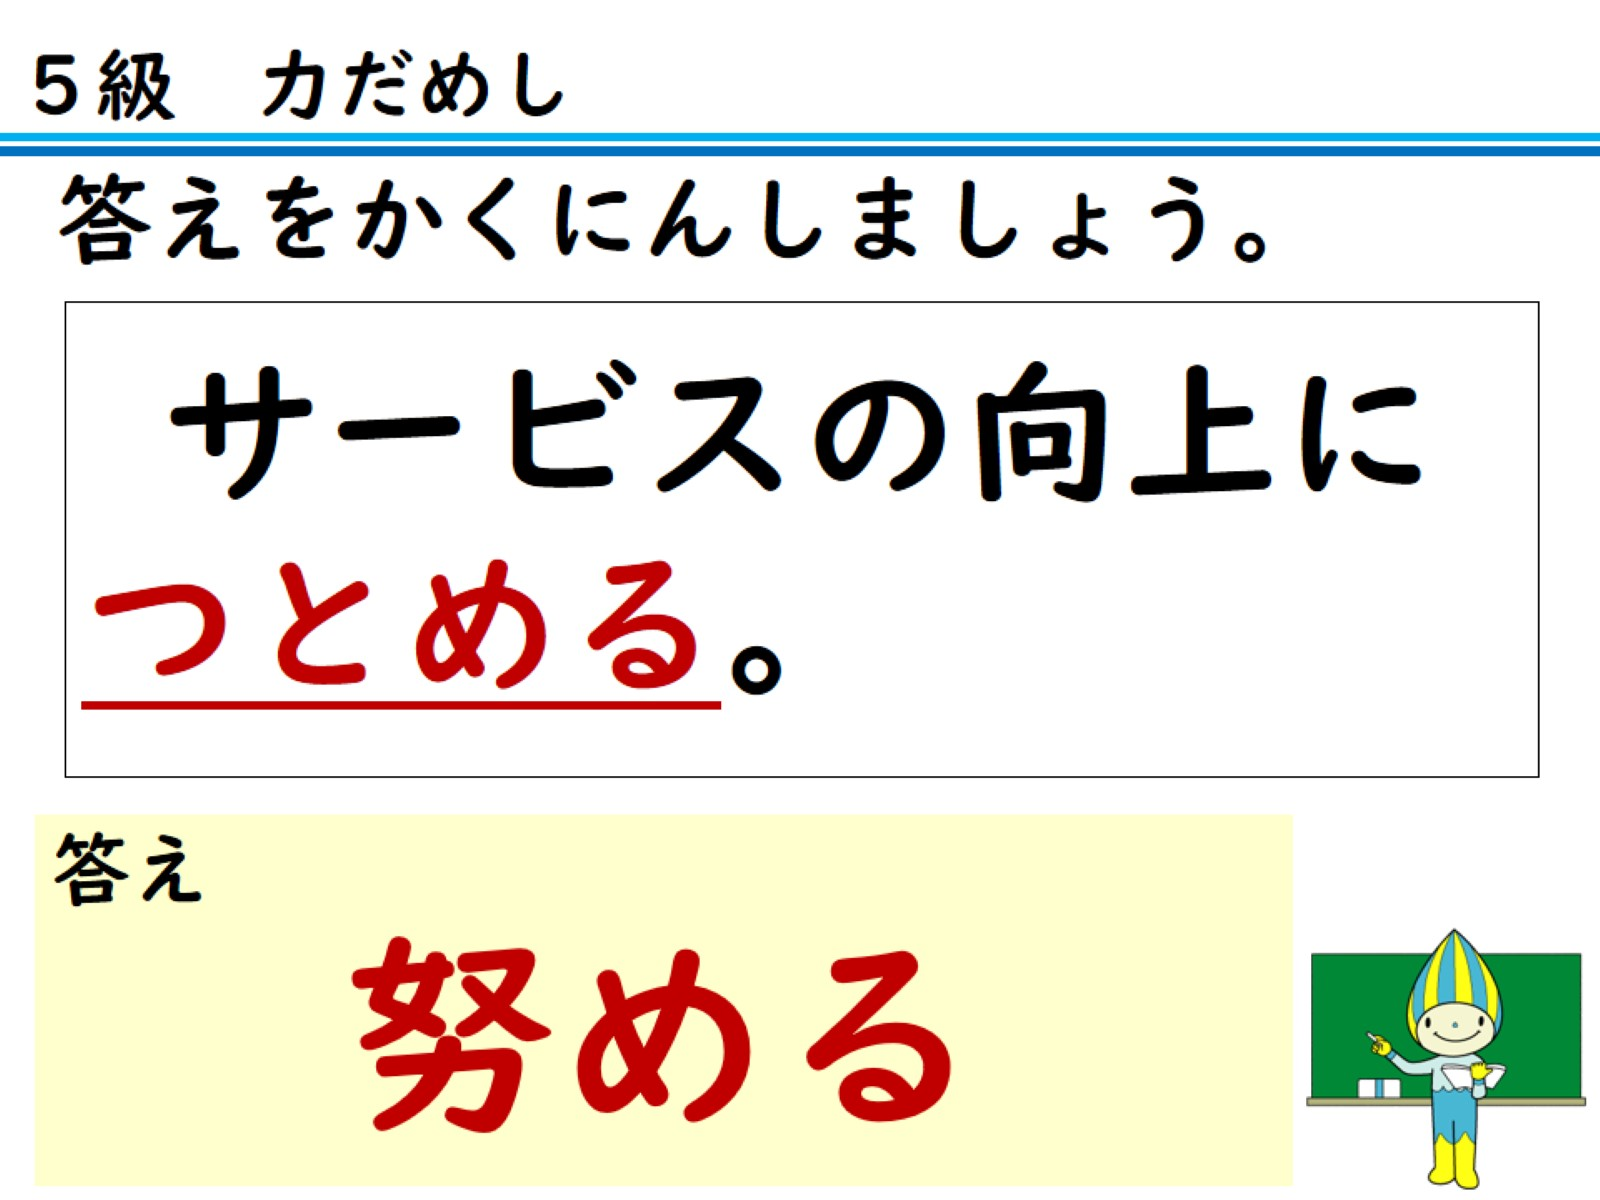 ５級　力だめし
答えをかくにんしましょう。
サービスの向上に
つとめる。
答え
努める